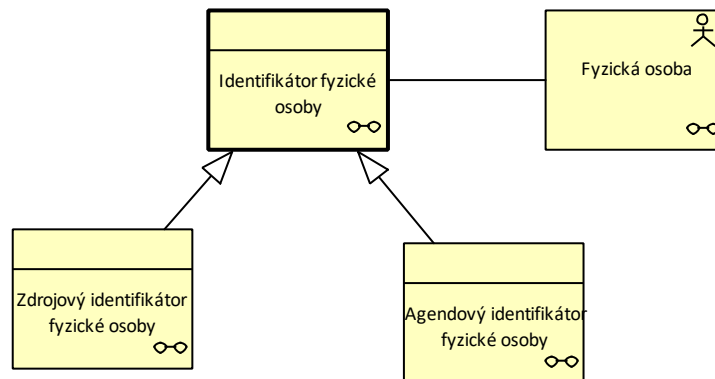 Identifikátor fyzické
osoby
Fyzická osoba
Zdrojový identifikátor
fyzické osoby
Agendový identifikátor
fyzické osoby